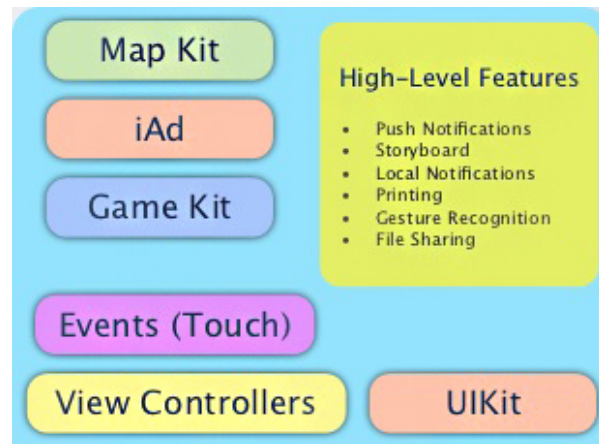 Map Kit
iAd
Game Kit
High-Level Features
• Push Notifications
• Storyboard
• Local Notifications
• Printing
• Gesture Recognition
• File Sharing
Events (Touch)
View Controllers
UIKit